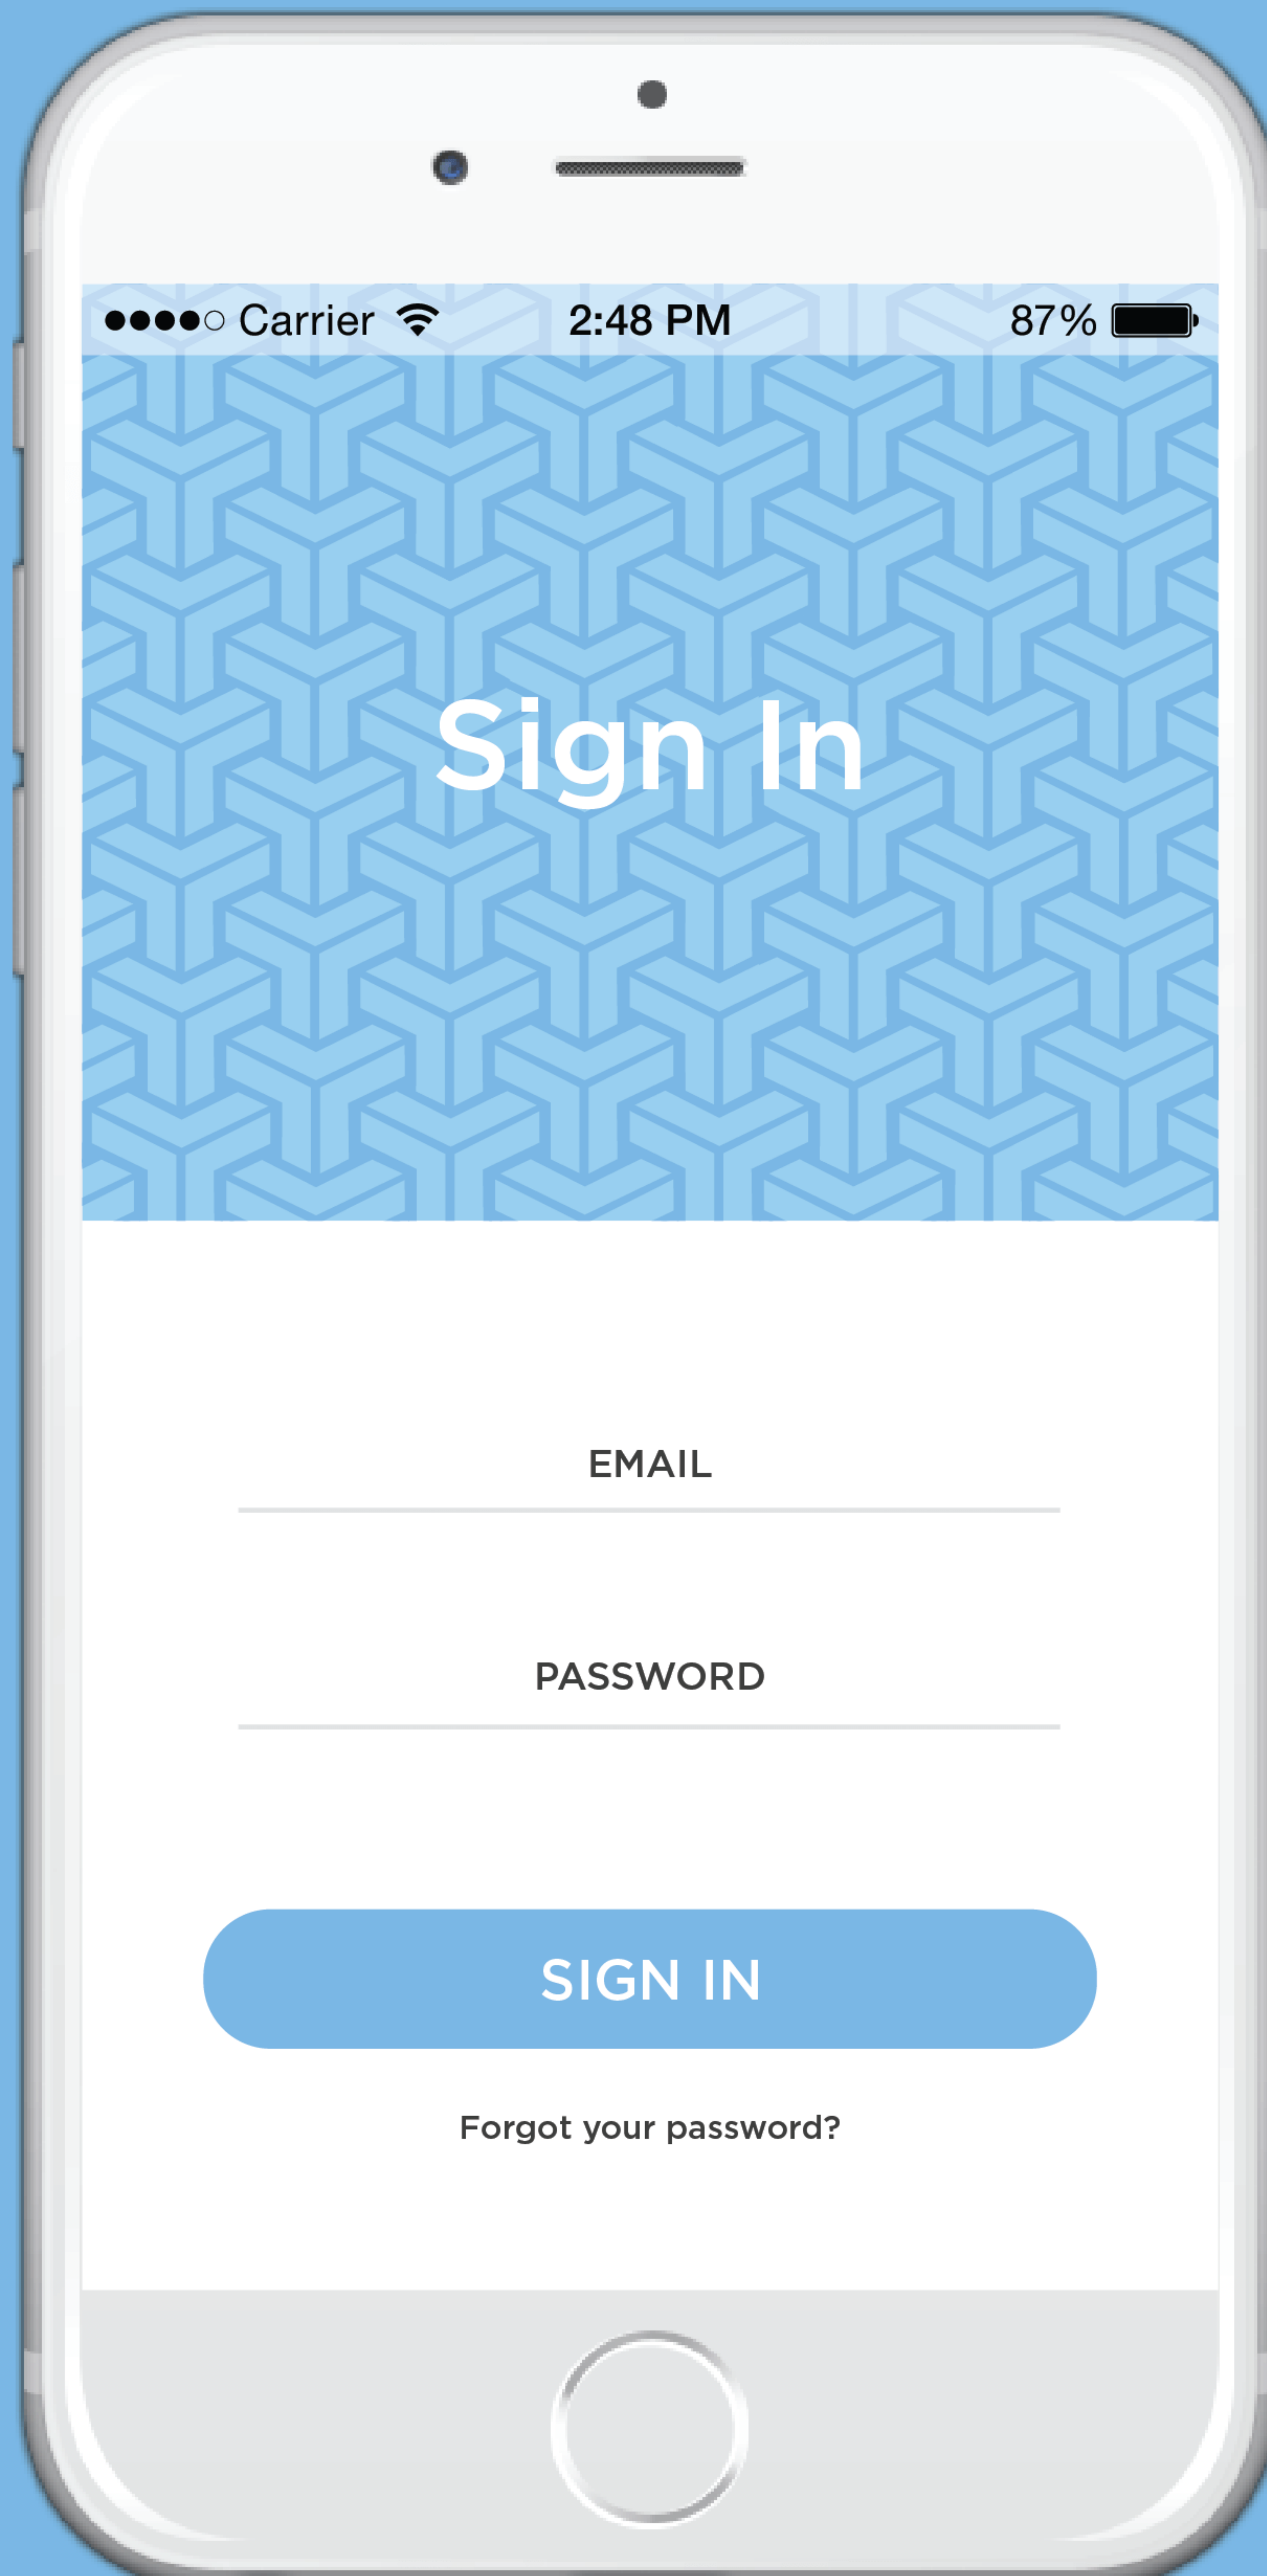 Carrier 2:48 PM 87%
Sign In
EMAIL
PASSWORD
SIGN IN
Forgot your password?